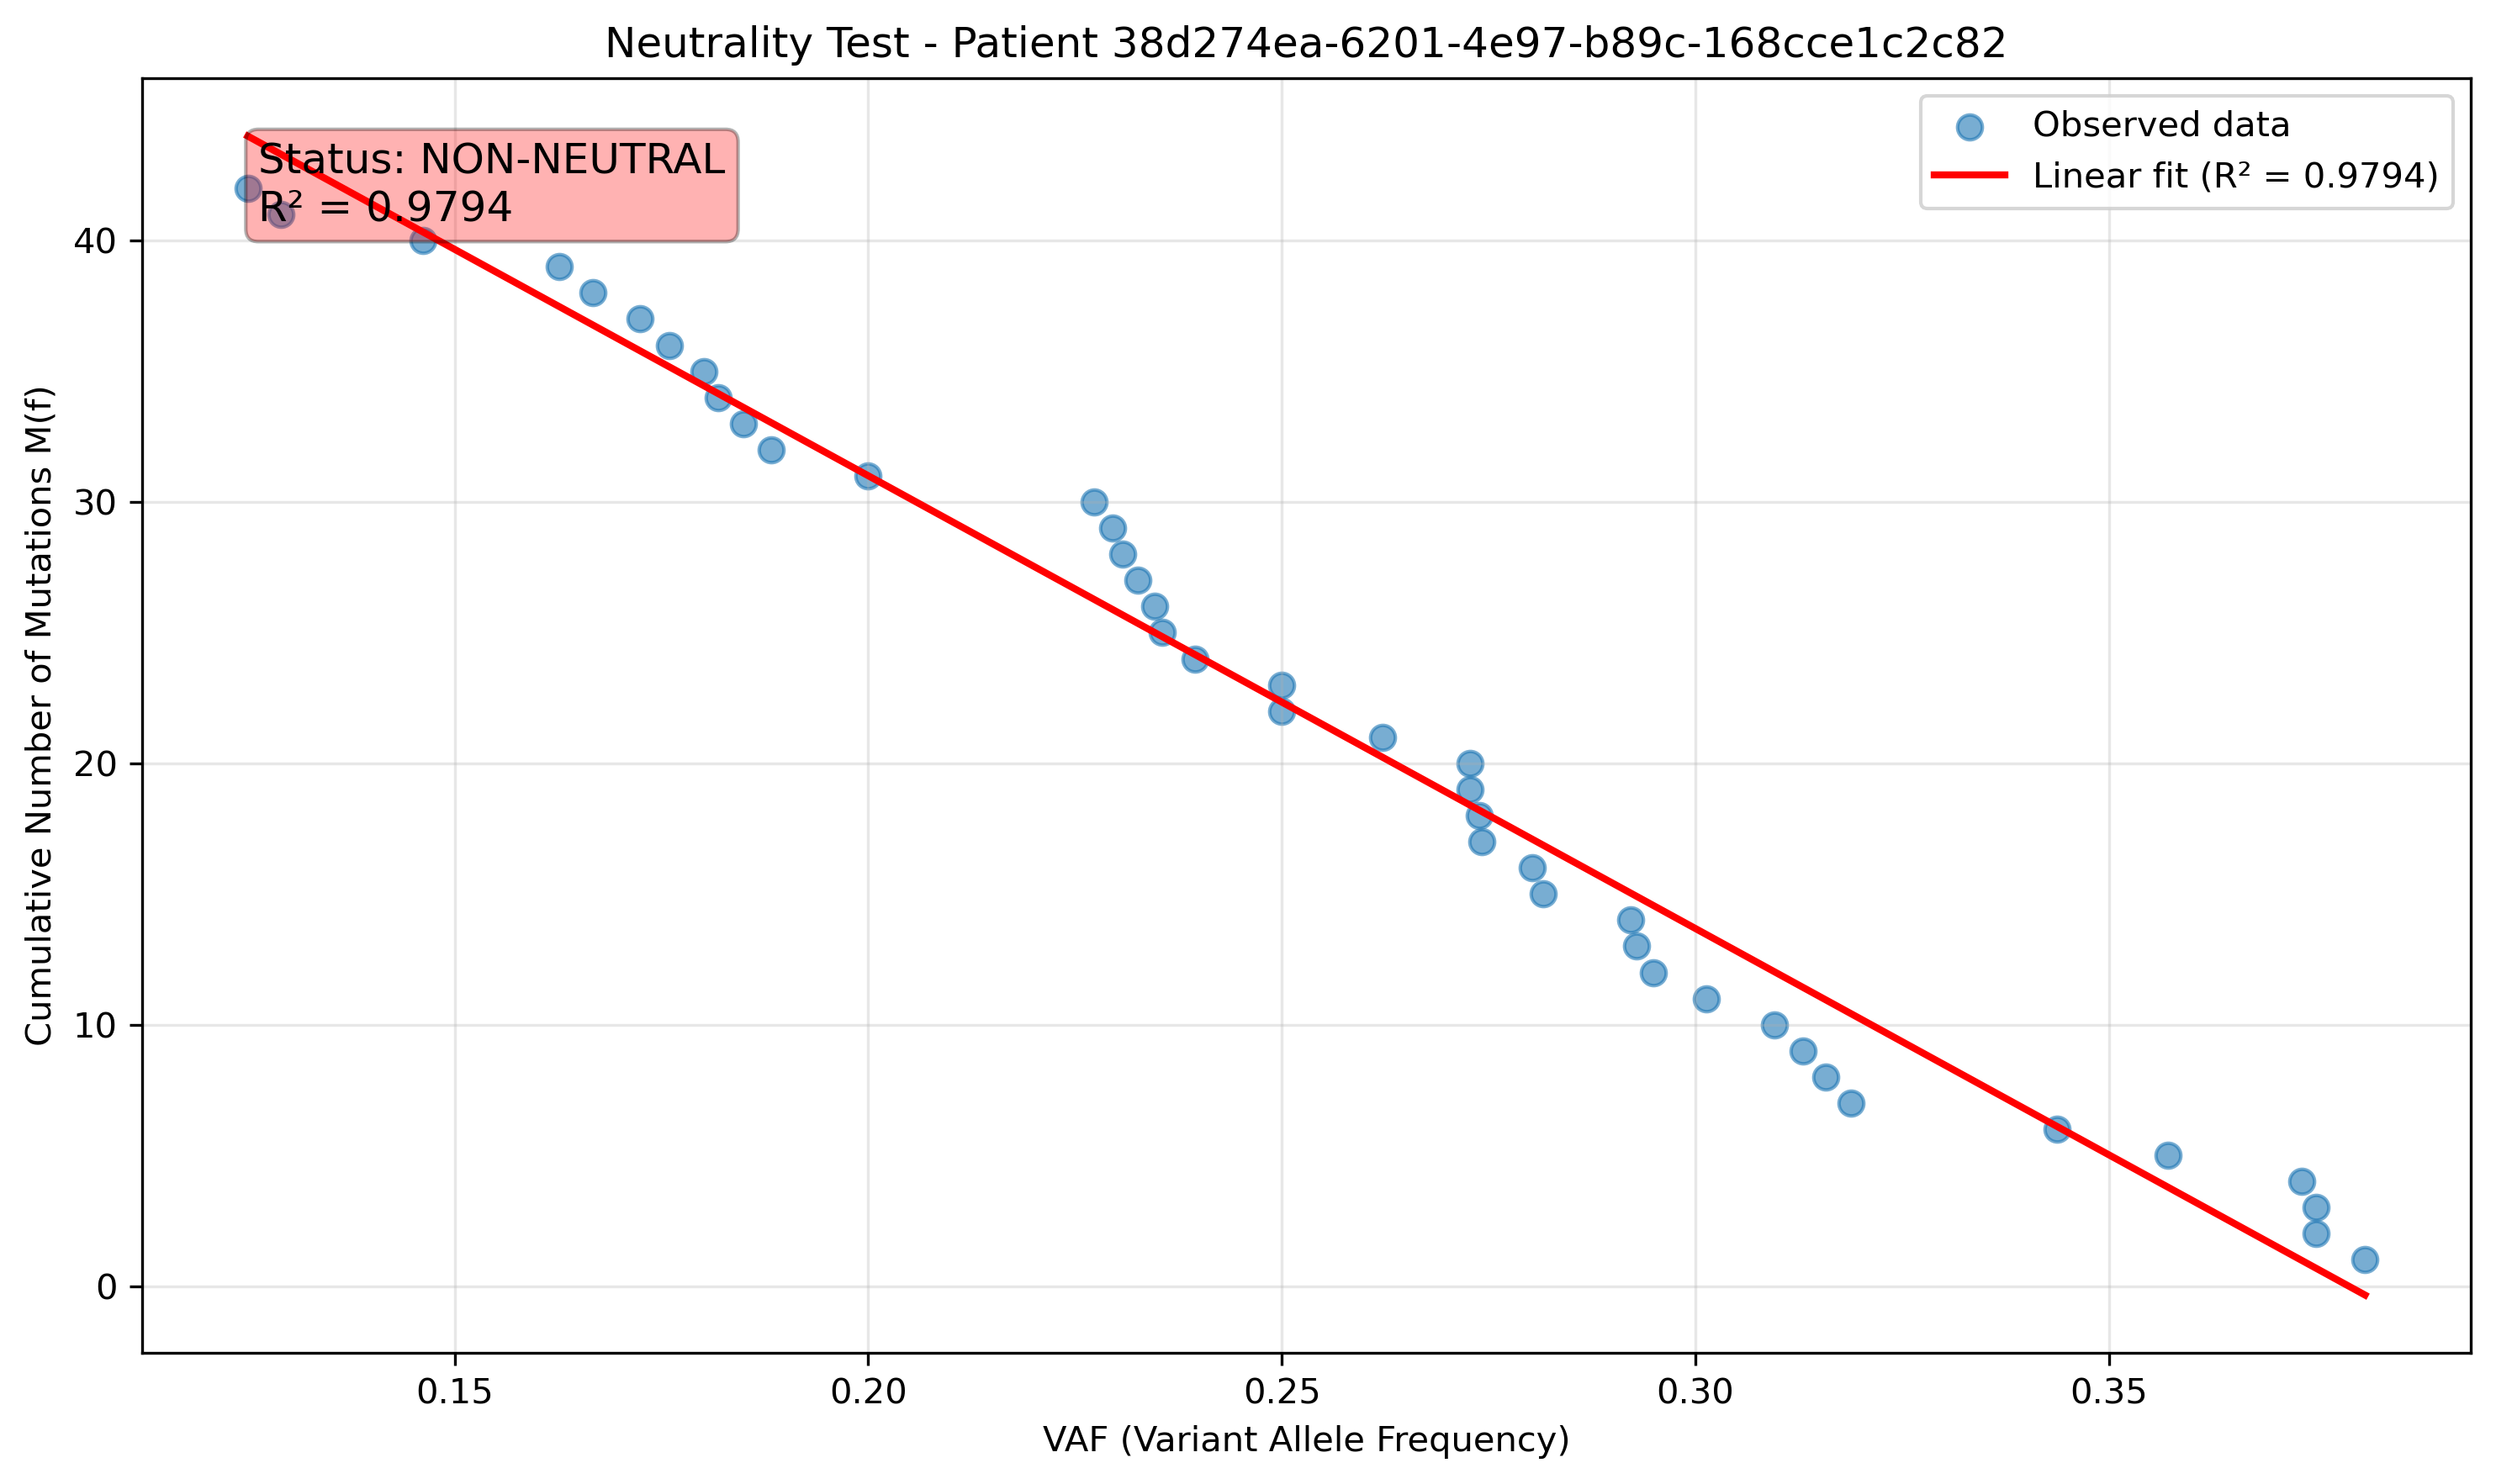 Neutrality Test - Patient 38d274ea-6201-4e97-b89c-168cce1c2c82
Status: NON-NEUTRAL
R² = 0.9794
Observed data
Linear fit (R² = 0.9794)
Cumulative Number of Mutations M(f)
40
30
20
10
0
0.15
0.20
0.25
0.30
0.35
VAF (Variant Allele Frequency)